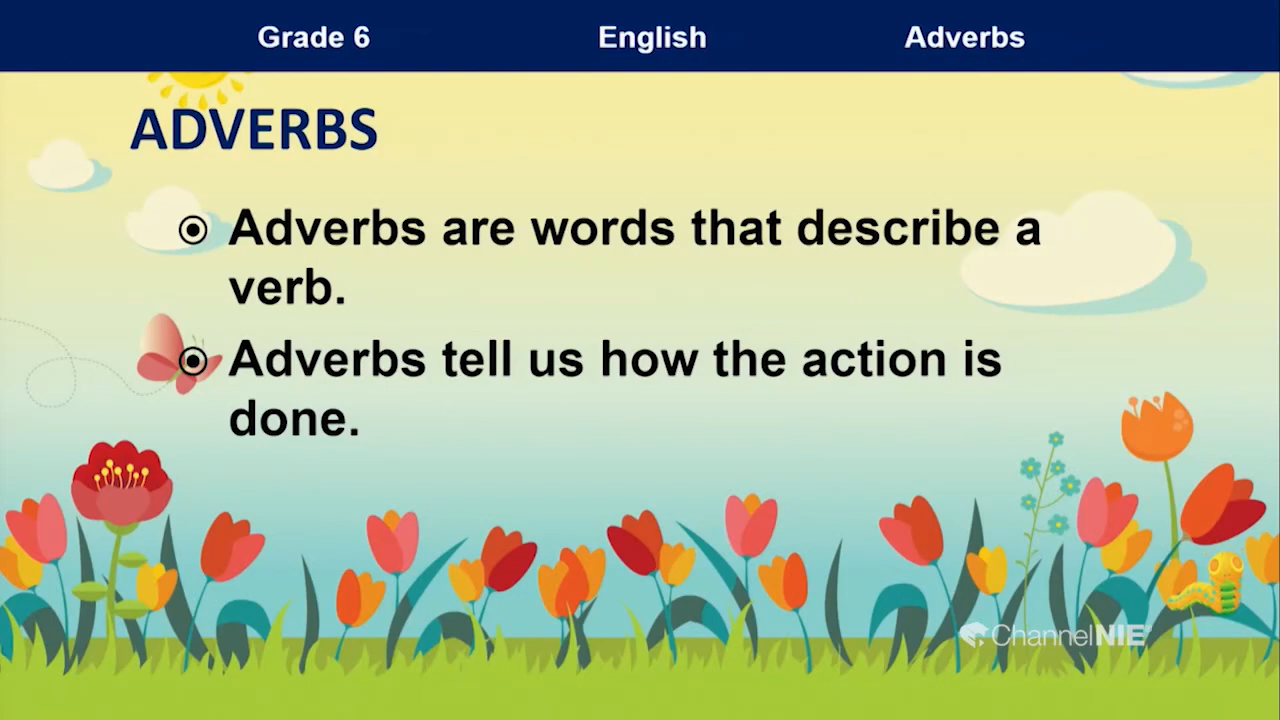 Grade 6 English Adverbs
ADVERBS
Adverbs are words that describe a
verb.
Adverbs tell us how the action is
done.
ChannelNIE